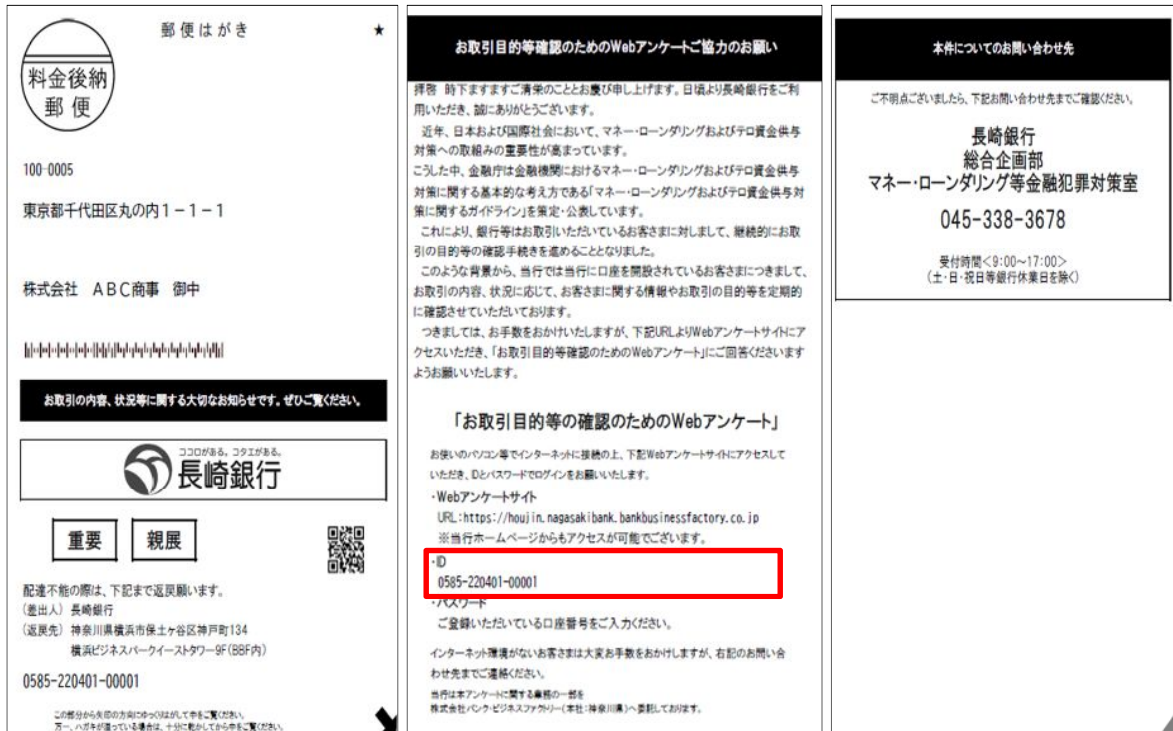 郵便はがき
★
料金後納
郵便
100-0005
東京都千代田区丸の内1-1-1
株式会社 ABC商事 御中
お取引の内容、状況等に関する大切なお知らせです。ぜひご覧ください。
ココロがある。コタエがある。
長崎銀行
重要
親展
配達不能の際は、下記まで返戻願います。
(差出人) 長崎銀行
(返戻先) 神奈川県横浜市保土ヶ谷区神戸町134
横浜ビジネスパークイーストタワー9F(BBF内)
0585-220401-00001
この部分から矢印の方向にゆっくりはがして中をご覧ください。
万一、ハガキが湿っている場合は、十分に乾かしてから中をご覧ください。
お取引目的等確認のためのWebアンケートご協力のお願い
拝啓 時下ますますご清栄のこととお慶び申し上げます。日頃より長崎銀行をご利
用いただき、誠にありがとうございます。
近年、日本および国際社会において、マネー・ローンダリングおよびテロ資金供与
対策への取組みの重要性が高まっています。
こうした中、金融庁は金融機関におけるマネー・ローンダリングおよびテロ資金供与
対策に関する基本的な考え方である「マネー・ローンダリングおよびテロ資金供与対
策に関するガイドライン」を策定・公表しています。
これにより、銀行等はお取引いただいているお客さまに対しまして、継続的にお取
引の目的等の確認手続きを進めることとなりました。
このような背景から、当行では当行に口座を開設されているお客さまにつきまして、
お取引の内容、状況に応じて、お客さまに関する情報やお取引の目的等を定期的
に確認させていただいております。
つきましては、お手数をおかけいたしますが、下記URLよりWebアンケートサイトにア
クセスいただき、「お取引目的等確認のためのWebアンケート」にご回答くださいます
ようお願いいたします。
「お取引目的等の確認のためのWebアンケート」
お使いのパソコン等でインターネットに接続の上、下記Webアンケートサイトにアクセスして
いただき、IDとパスワードでログインをお願いいたします。
・Webアンケートサイト
URL:https://houjin.nagasakibank.bankbusinessfactory.co.jp
※当行ホームページからもアクセスが可能でございます。
・ID
0585-220401-00001
・パスワード
ご登録いただいている口座番号をご入力ください。
インターネット環境がないお客さまは大変お手数をおかけしますが、右記のお問い合
わせ先までご連絡ください。
当行は本アンケートに関する業務の一部を
株式会社バンク・ビジネスファクトリー(本社:神奈川県)へ委託しております。
本件についてのお問い合わせ先
ご不明点ございましたら、下記お問い合わせ先までご確認ください。
長崎銀行
総合企画部
マネー・ローンダリング等金融犯罪対策室
045-338-3678
受付時間<9:00~17:00>
(土・日・祝日等銀行休業日を除く)